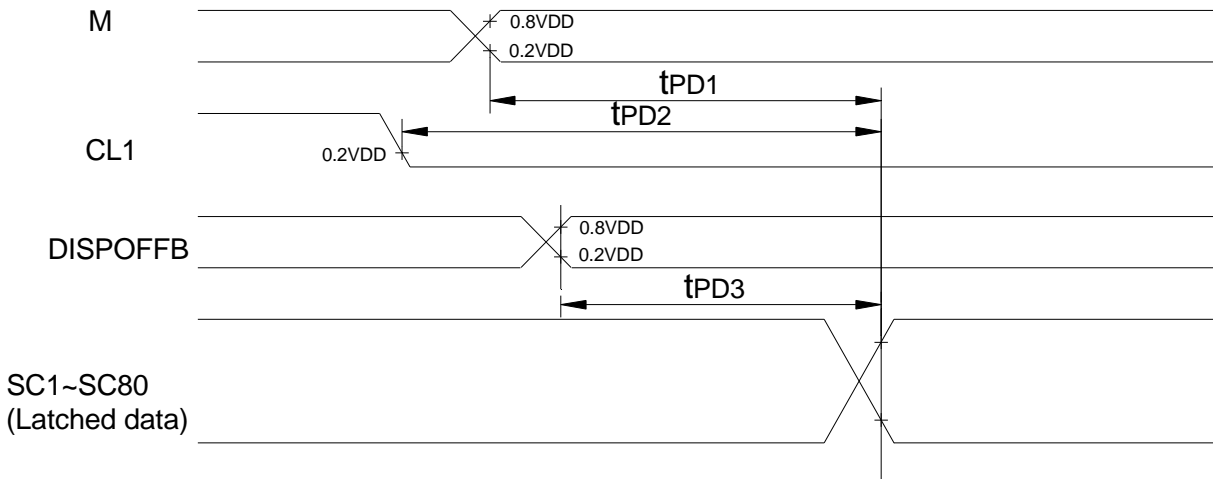 M
0.8VDD
0.2VDD
tPD1
tPD2
CL1
0.2VDD
0.8VDD
DISPOFFB
0.2VDD
tPD3
SC1~SC80
(Latched data)